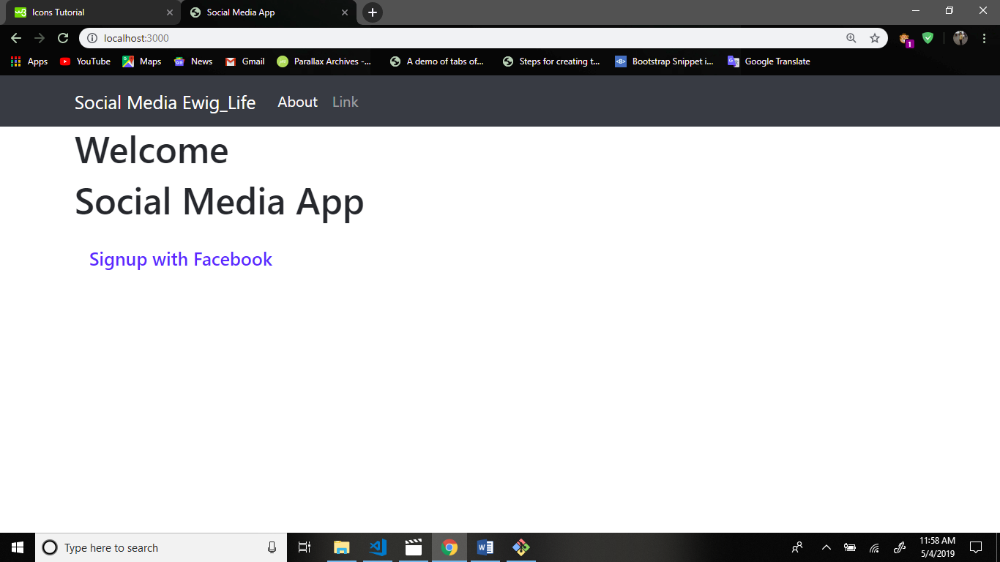 Icons Tutorial
Social Media App
localhost:3000
1
Apps
YouTube
Maps
News
Gmail
Parallax Archives -...
A demo of tabs of...
Steps for creating t...
Bootstrap Snippet i...
Google Translate
Social Media Ewig_Life
About
Link
Welcome
Social Media App
Signup with Facebook
Type here to search
11:58 AM
5/4/2019